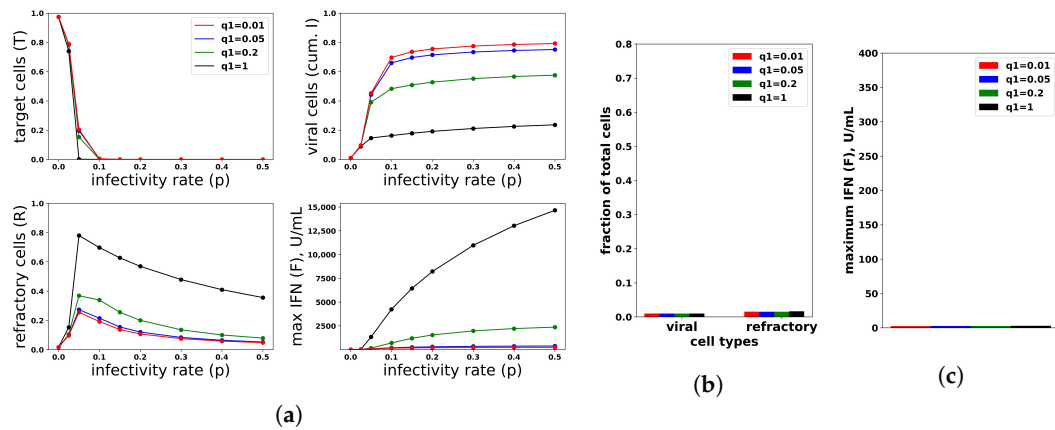 target cells (T)
1.0
0.8
0.6
0.4
0.2
0.0
q1=0.01
q1=0.05
q1=0.2
q1=1
0.0 0.1 0.2 0.3 0.4 0.5
infectivity rate (p)
viral cells (cum. I)
1.0
0.8
0.6
0.4
0.2
0.0
0.0 0.1 0.2 0.3 0.4 0.5
infectivity rate (p)
refractory cells (R)
1.0
0.8
0.6
0.4
0.2
0.0
0.0 0.1 0.2 0.3 0.4 0.5
infectivity rate (p)
max IFN (F), U/mL
15,000
12,500
10,000
7500
5000
2500
0.0 0.1 0.2 0.3 0.4 0.5
infectivity rate (p)
(a)
fraction of total cells
0.8
0.7
0.6
0.5
0.4
0.3
0.2
0.1
0.0
q1=0.01
q1=0.05
q1=0.2
q1=1
viral refractory
cell types
(b)
maximum IFN (F), U/mL
400
350
300
250
200
150
100
50
0
q1=0.01
q1=0.05
q1=0.2
q1=1
(c)